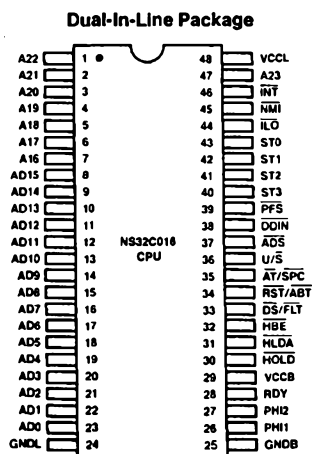 Dual-In-Line Package
A22 1 48 VCCL
A21 2 47 A23
A20 3 46 INT
A19 4 45 NMI
A18 5 44 ILO
A17 6 43 ST0
A16 7 42 ST1
AD15 8 41 ST2
AD14 9 40 ST3
AD13 10 39 PFS
AD12 11 38 DDIN
AD11 12 NS32C016 37 ADS
AD10 13 CPU 36 U/S
AD9 14 35 AT/SPC
AD8 15 34 RST/ABT
AD7 16 33 DS/FLT
AD6 17 32 HBE
AD5 18 31 HLDA
AD4 19 30 HOLD
AD3 20 29 VCCB
AD2 21 28 RDY
AD1 22 27 PHI2
AD0 23 26 PHI1
GNDL 24 25 GNDB